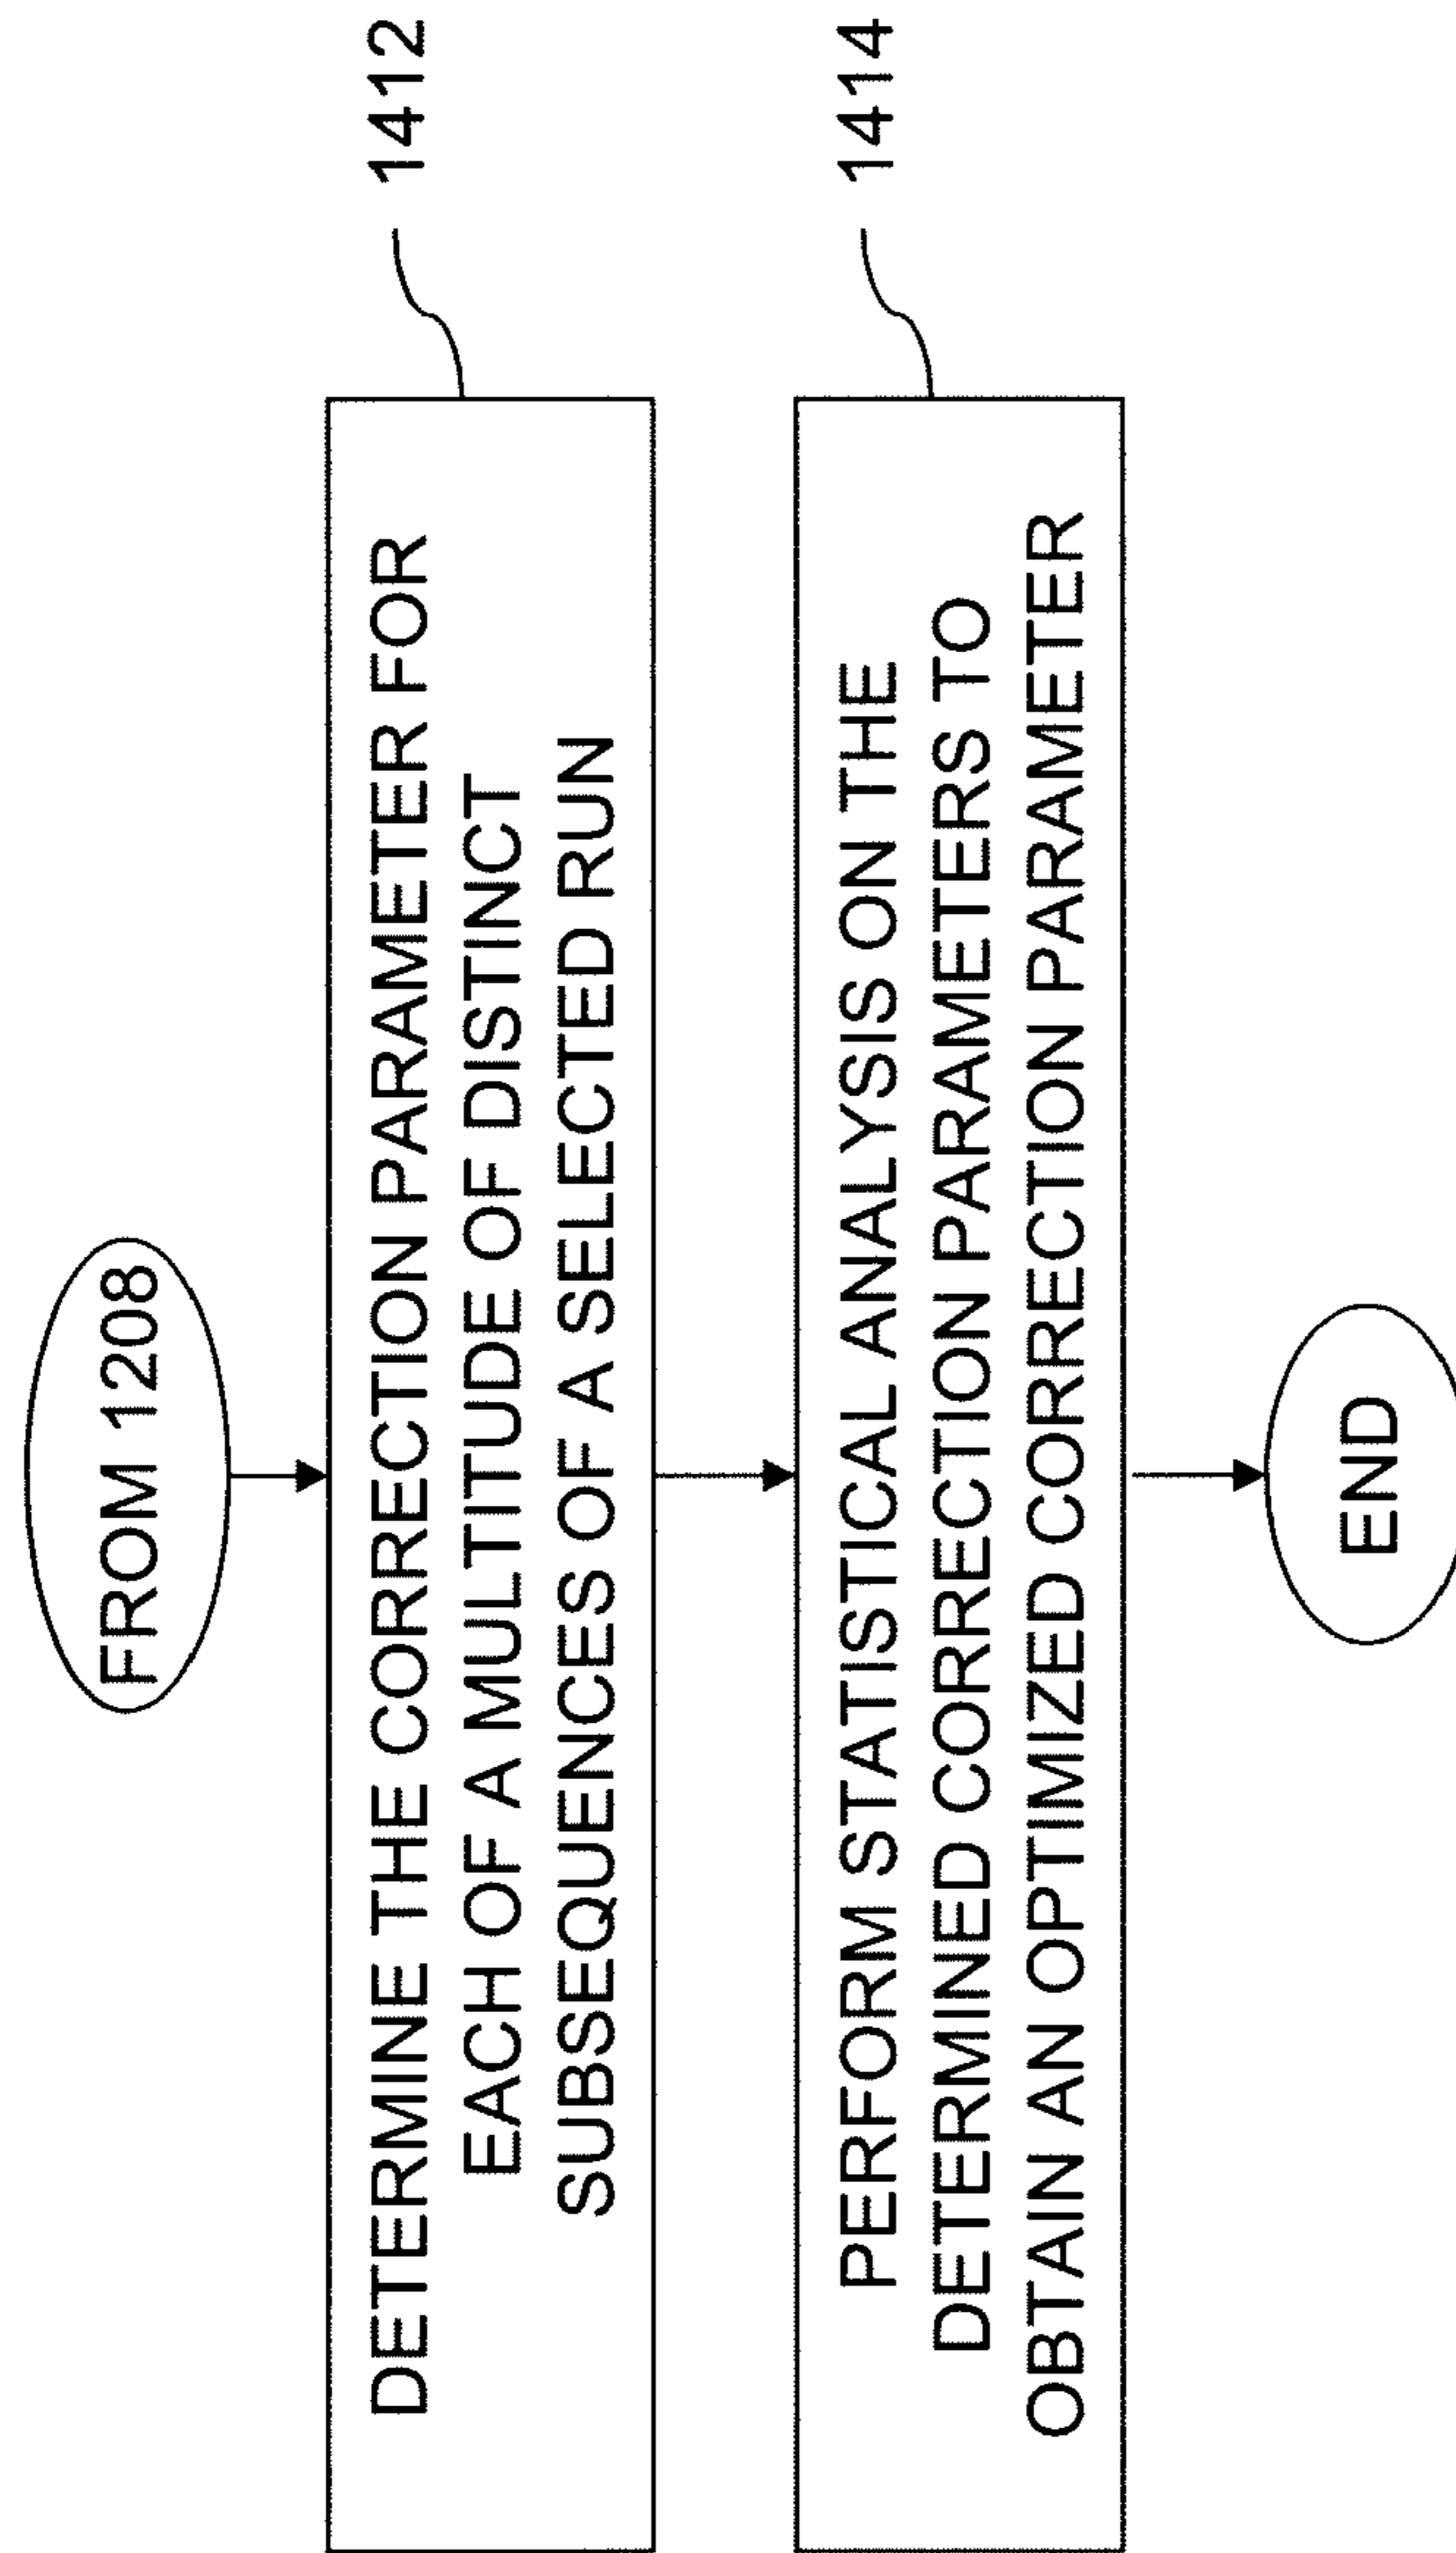 FROM 1208
DETERMINE THE CORRECTION PARAMETER FOR
EACH OF A MULTITUDE OF DISTINCT
SUBSEQUENCES OF A SELECTED RUN
1412
PERFORM STATISTICAL ANALYSIS ON THE
DETERMINED CORRECTION PARAMETERS TO
OBTAIN AN OPTIMIZED CORRECTION PARAMETER
1414
END